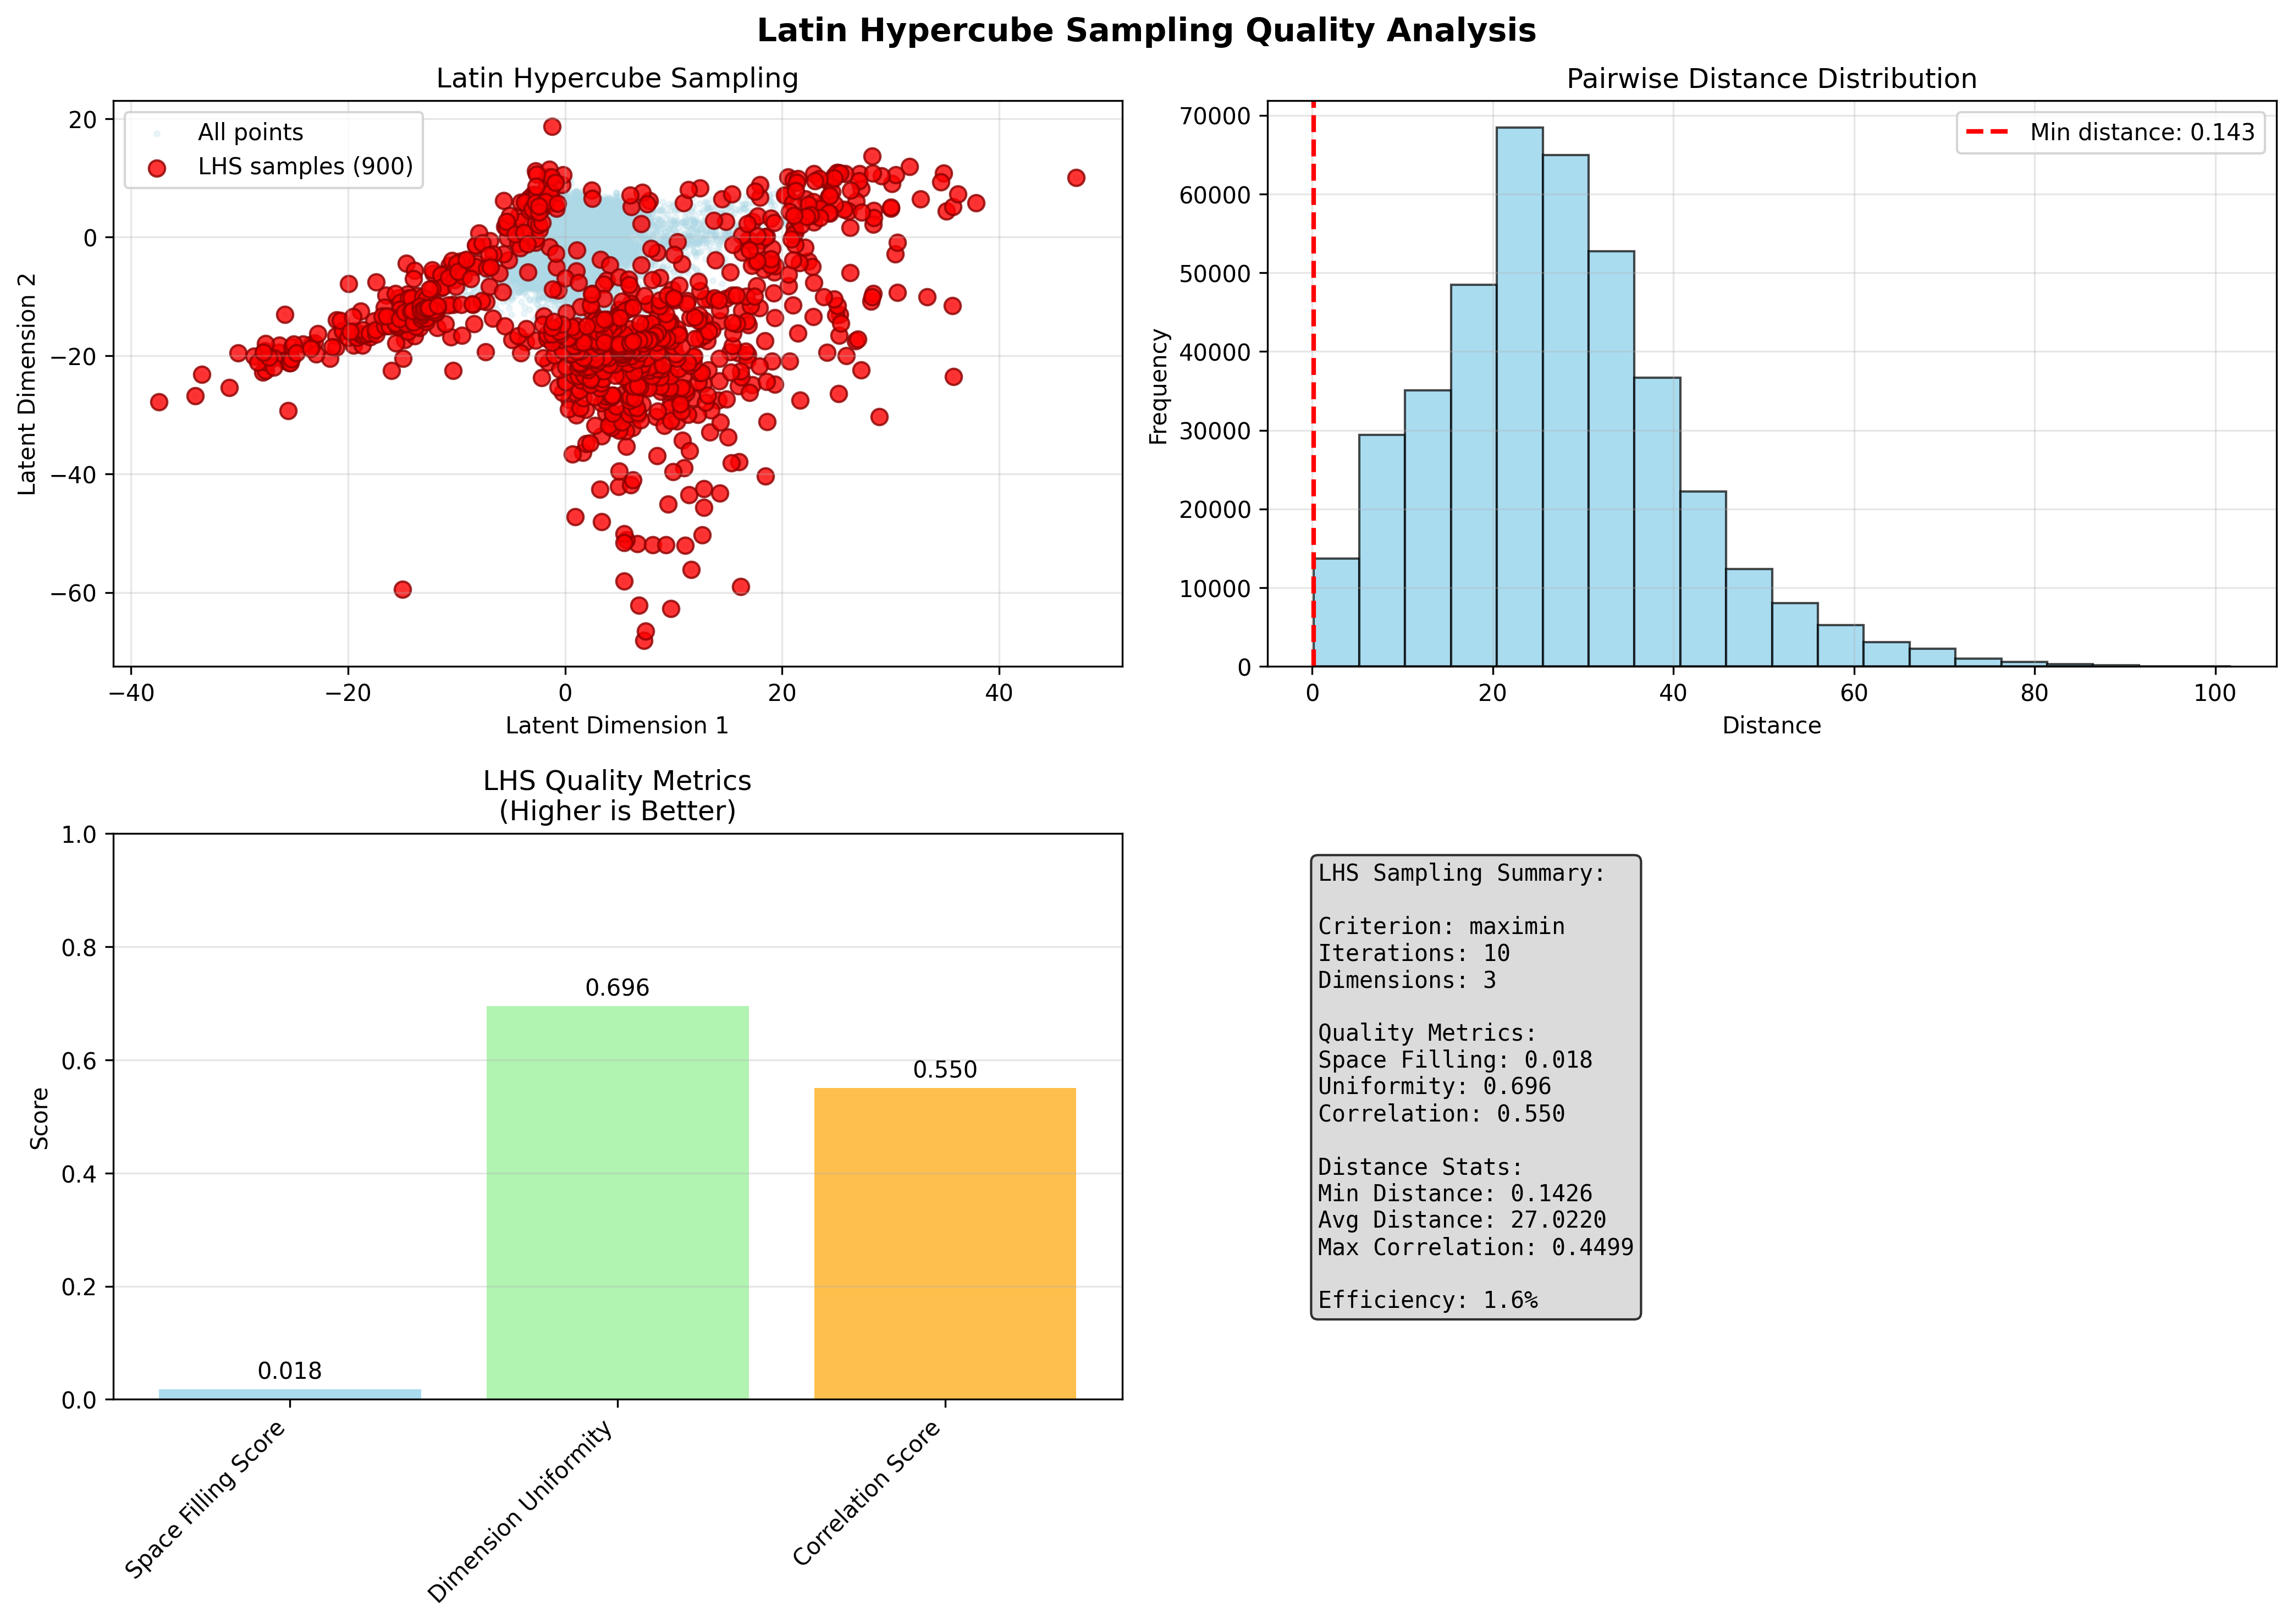 Latin Hypercube Sampling Quality Analysis
Latin Hypercube Sampling
20
0
−20
−40
−60
−40
−20
0
20
40
Latent Dimension 2
Latent Dimension 1
All points
LHS samples (900)
Pairwise Distance Distribution
70000
60000
50000
40000
30000
20000
10000
0
0
20
40
60
80
100
Frequency
Distance
Min distance: 0.143
LHS Quality Metrics
(Higher is Better)
1.0
0.8
0.6
0.4
0.2
0.0
Score
0.018
0.696
0.550
Space Filling Score
Dimension Uniformity
Correlation Score
LHS Sampling Summary:
Criterion: maximin
Iterations: 10
Dimensions: 3
Quality Metrics:
Space Filling: 0.018
Uniformity: 0.696
Correlation: 0.550
Distance Stats:
Min Distance: 0.1426
Avg Distance: 27.0220
Max Correlation: 0.4499
Efficiency: 1.6%